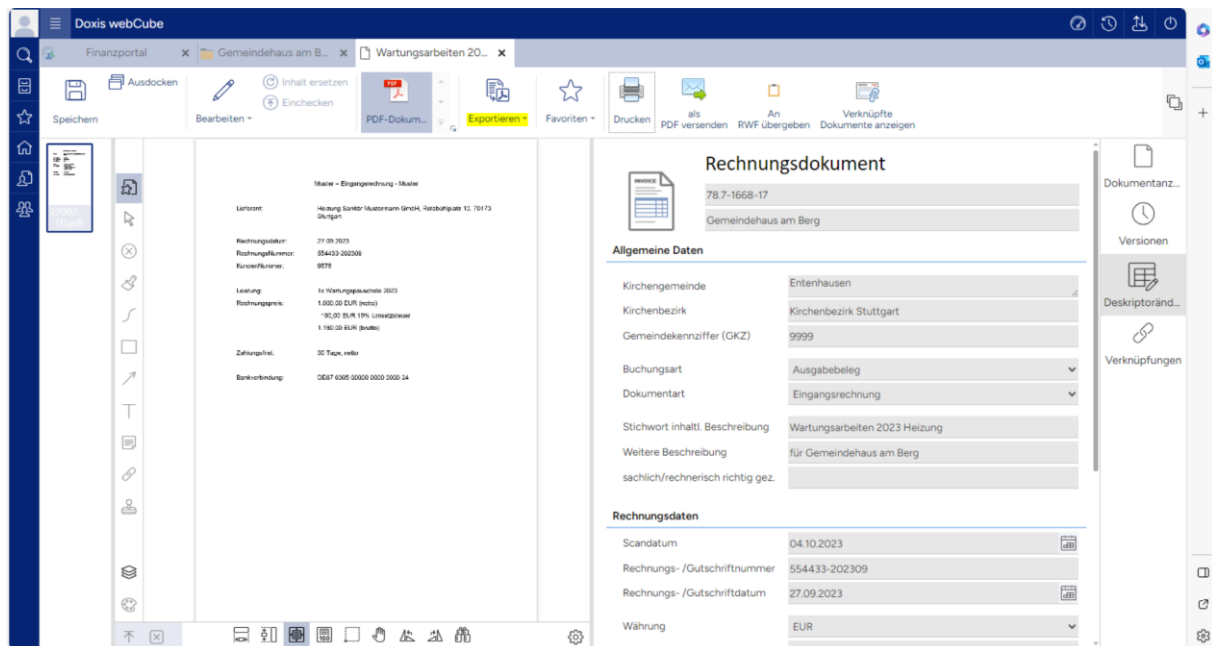 Doxis webCube
Finanzportal
Gemeindehaus am B...
Wartungsarbeiten 20...
Speichern
Ausdocken
Bearbeiten
Inhalt ersetzen
Einchecken
PDF
PDF-Dokum...
Exportieren
Favoriten
Drucken
als
PDF versenden
An
RWF übergeben
Verknüpfte
Dokumente anzeigen
Muster – Eingangsrechnung - Muster
Lieferant:
Heizung Sanitär Mustermann GmbH,
13, 70173
Stuttgart
Rechnungsdatum: 27.09.2023
RechnungsNummer: 554433-202309
KundenNummer:
Leistung: 1x Wartungspauschale 2023
Rechnungspreis: 1.000,00 EUR (netto)
190,00 EUR 19% Umsatzsteuer
1.190,00 EUR (brutto)
Zahlungsfrist: 30 Tage, netto
Bankverbindung:
INVOICE
Rechnungsdokument
78.7-1668-17
Gemeindehaus am Berg
Allgemeine Daten
Kirchengemeinde Entenhausen
Kirchenbezirk Kirchenbezirk Stuttgart
Gemeindekennziffer (GKZ) 9999
Buchungsart Ausgabebeleg
Dokumentart Eingangsrechnung
Stichwort inhaltl. Beschreibung Wartungsarbeiten 2023 Heizung
Weitere Beschreibung für Gemeindehaus am Berg
sachlich/rechnerisch richtig gez.
Rechnungsdaten
Scandatum 04.10.2023
Rechnungs- /Gutschriftnummer 554433-202309
Rechnungs- /Gutschriftdatum 27.09.2023
Währung EUR
Dokumentanz...
Versionen
Deskriptoränd...
Verknüpfungen